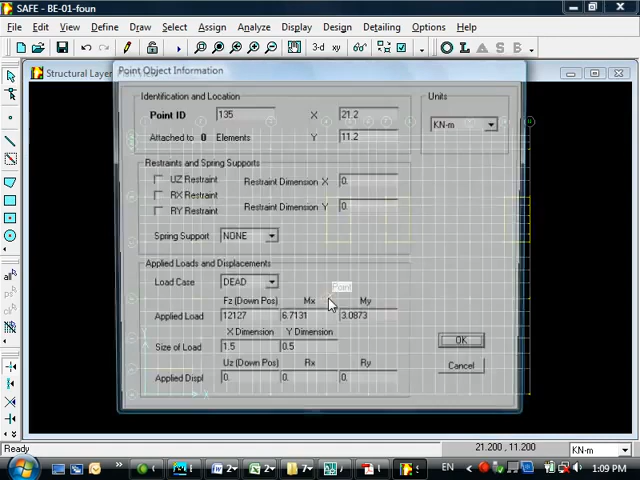 SAFE - BE-01-foun
File Edit View Define Draw Select Assign Analyze Display Design Detailing Options Help
3-d
Structural Layer
Point Object Information
Identification and Location
Units
Point ID 135 X 21.2
KN-m
Attached to 0 Elements Y 11.2
Restraints and Spring Supports
UZ Restraint Restraint Dimension X 0.
RX Restraint
RY Restraint Restraint Dimension Y 0.
Spring Support NONE
Applied Loads and Displacements
Load Case DEAD
Point
Fz (Down Pos) Mx My
Applied Load 12127 6.7131 3.0873
X Dimension Y Dimension
Size of Load 1.5 0.5
OK
Uz (Down Pos) Rx Ry
Cancel
Applied Displ 0. 0. 0.
Ready 21.200 , 11.200 KN-m
EN 1:09 PM